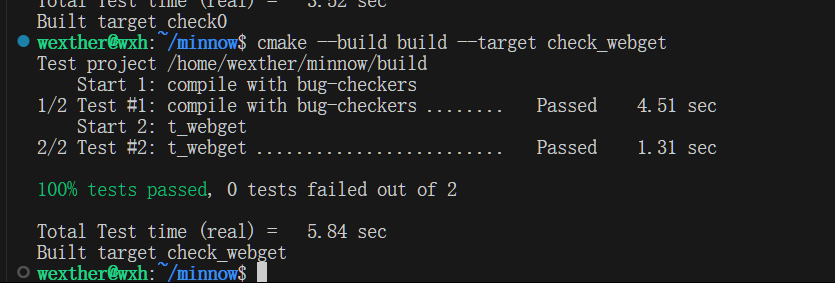 Total Test time (real) =   3.52 sec
Built target check0
wexther@wxh:~/minnow$ cmake --build build --target check_webget
Test project /home/wexther/minnow/build
    Start 1: compile with bug-checkers
1/2 Test #1: compile with bug-checkers ........   Passed    4.51 sec
    Start 2: t_webget
2/2 Test #2: t_webget .........................   Passed    1.31 sec
100% tests passed, 0 tests failed out of 2
Total Test time (real) =   5.84 sec
Built target check_webget
wexther@wxh:~/minnow$